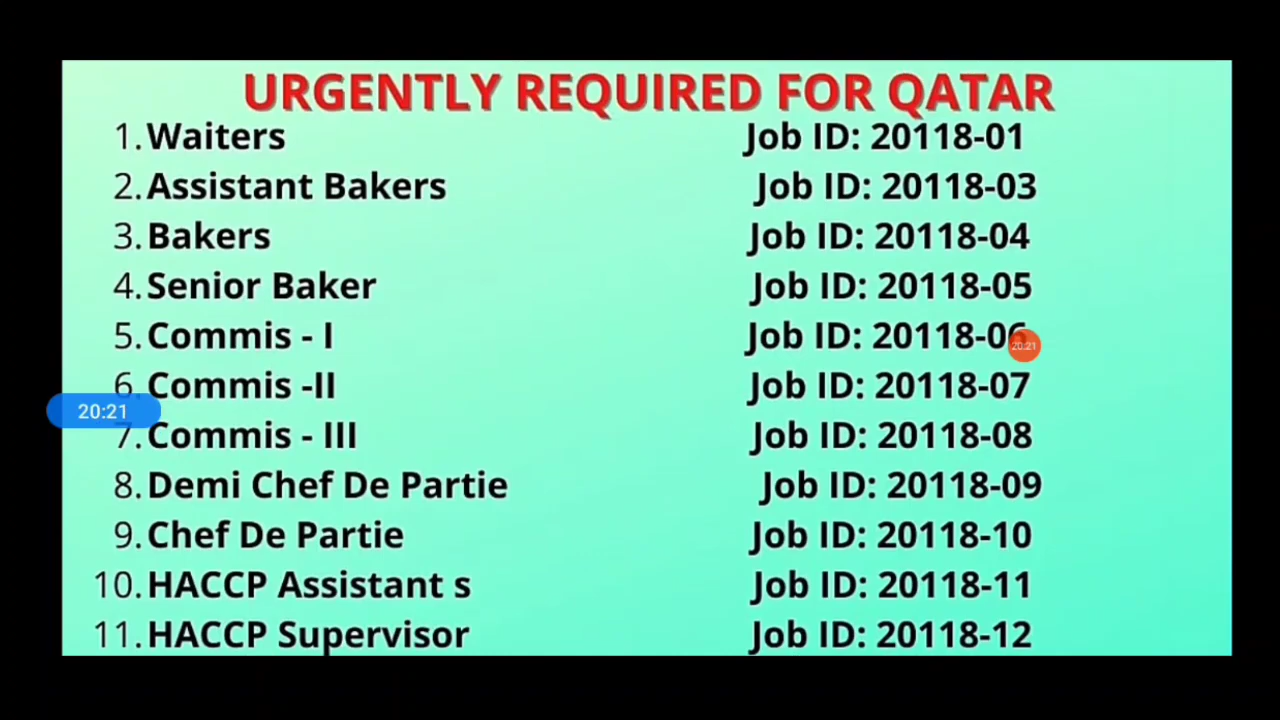 URGENTLY REQUIRED FOR QATAR
1. Waiters Job ID: 20118-01
2. Assistant Bakers Job ID: 20118-03
3. Bakers Job ID: 20118-04
4. Senior Baker Job ID: 20118-05
5. Commis - I Job ID: 20118-06
20:21
6. Commis -II Job ID: 20118-07
20:21
7. Commis - III Job ID: 20118-08
8. Demi Chef De Partie Job ID: 20118-09
9. Chef De Partie Job ID: 20118-10
10. HACCP Assistant s Job ID: 20118-11
11. HACCP Supervisor Job ID: 20118-12